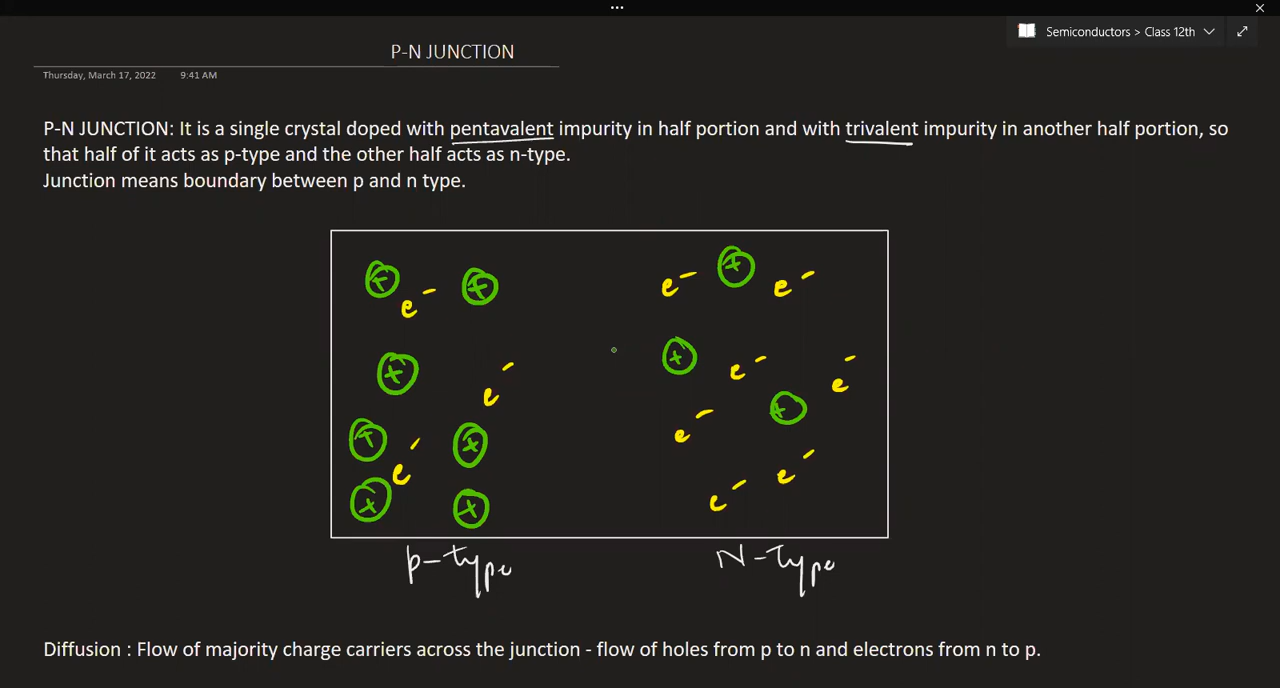 ...
Semiconductors > Class 12th
P-N JUNCTION
Thursday, March 17, 2022 9:41 AM
P-N JUNCTION: It is a single crystal doped with pentavalent impurity in half portion and with trivalent impurity in another half portion, so
that half of it acts as p-type and the other half acts as n-type.
Junction means boundary between p and n type.
+ e⁻ + e⁻ + e⁻
+ e⁻ + e⁻ e⁻
+ e⁻ + e⁻ +
+ + e⁻ e⁻
p-type N-type
Diffusion : Flow of majority charge carriers across the junction - flow of holes from p to n and electrons from n to p.